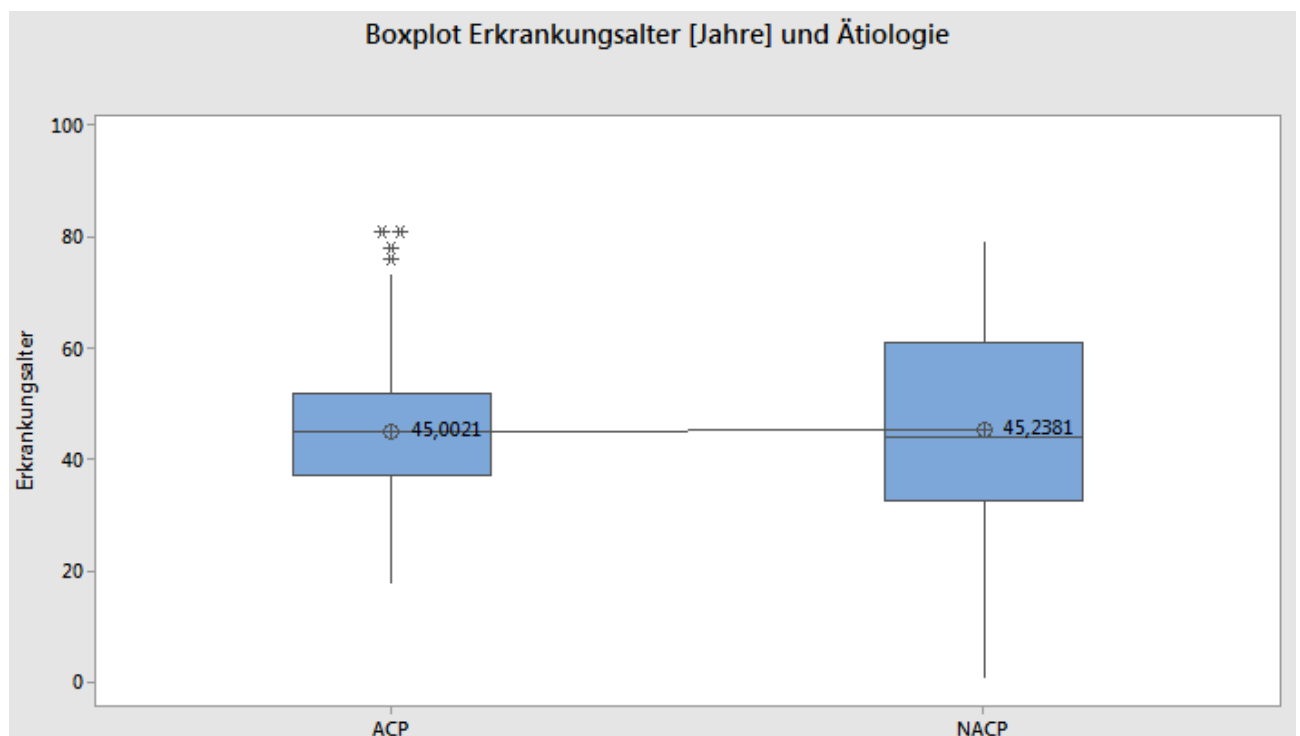 Boxplot Erkrankungsalter [Jahre] und Ätiologie
Erkrankungsalter
100
80
60
40
20
0
45,0021
45,2381
ACP
NACP